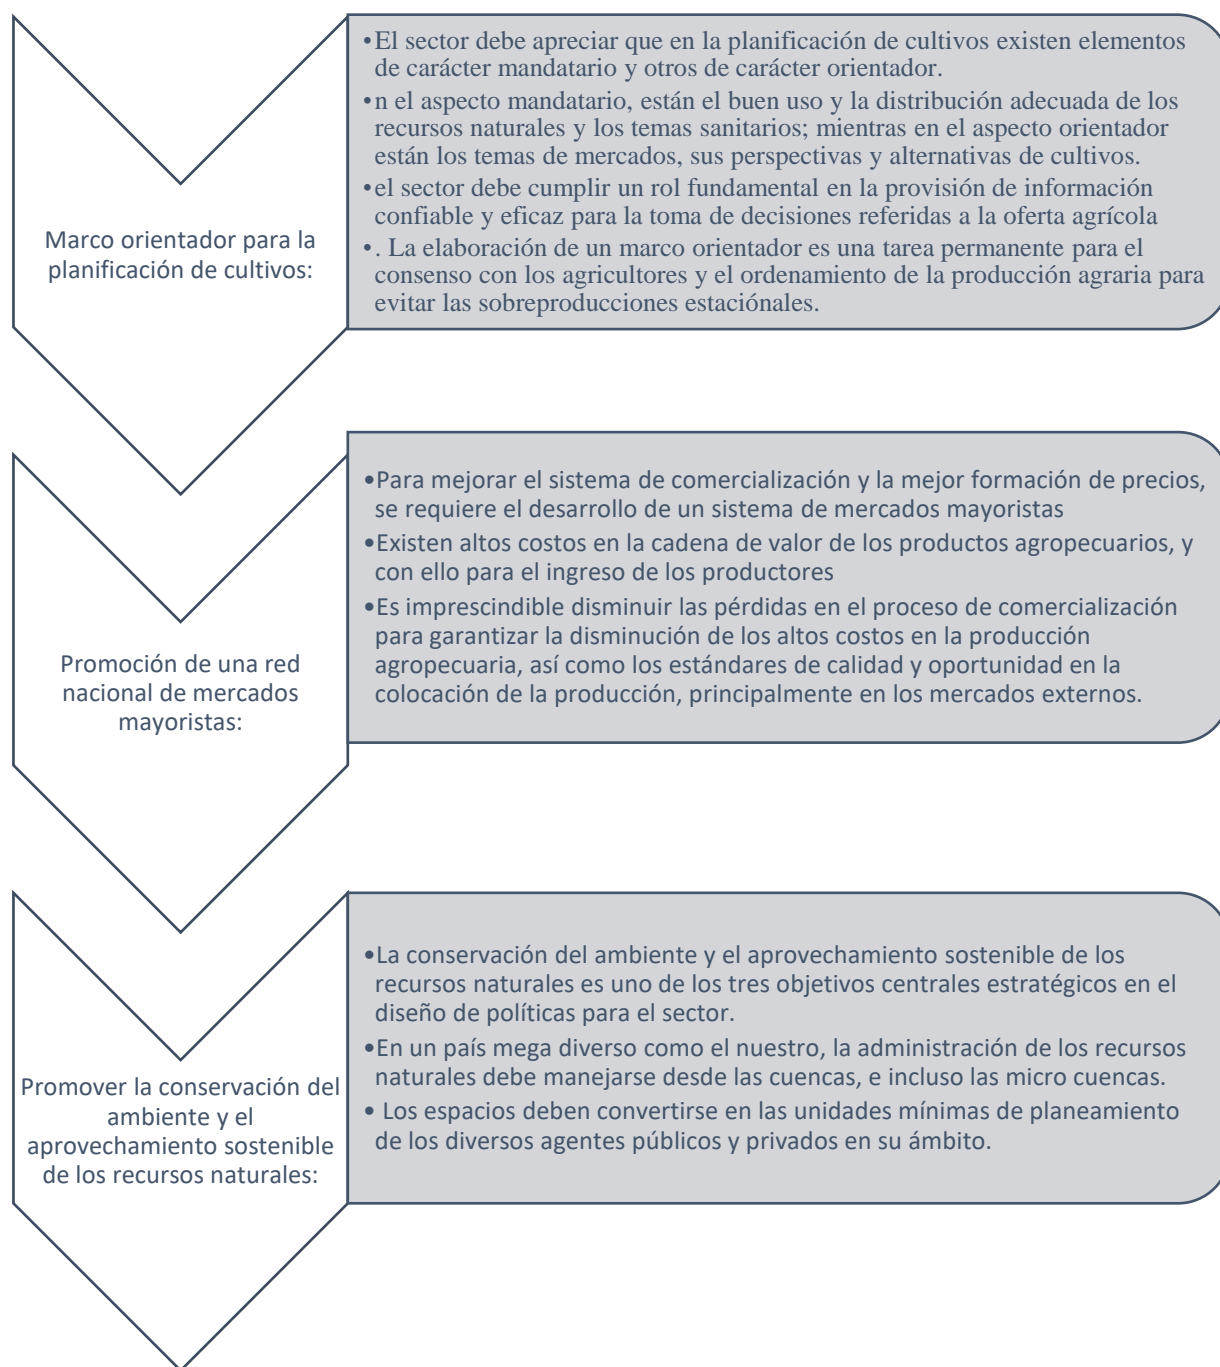 Marco orientador para la
planificación de cultivos:
•El sector debe apreciar que en la planificación de cultivos existen elementos
de carácter mandatario y otros de carácter orientador.
•n el aspecto mandatario, están el buen uso y la distribución adecuada de los
recursos naturales y los temas sanitarios; mientras en el aspecto orientador
están los temas de mercados, sus perspectivas y alternativas de cultivos.
•el sector debe cumplir un rol fundamental en la provisión de información
confiable y eficaz para la toma de decisiones referidas a la oferta agrícola
•. La elaboración de un marco orientador es una tarea permanente para el
consenso con los agricultores y el ordenamiento de la producción agraria para
evitar las sobreproducciones estaciónales.
Promoción de una red
nacional de mercados
mayoristas:
•Para mejorar el sistema de comercialización y la mejor formación de precios,
se requiere el desarrollo de un sistema de mercados mayoristas
•Existen altos costos en la cadena de valor de los productos agropecuarios, y
con ello para el ingreso de los productores
•Es imprescindible disminuir las pérdidas en el proceso de comercialización
para garantizar la disminución de los altos costos en la producción
agropecuaria, así como los estándares de calidad y oportunidad en la
colocación de la producción, principalmente en los mercados externos.
Promover la conservación del
ambiente y el
aprovechamiento sostenible
de los recursos naturales:
•La conservación del ambiente y el aprovechamiento sostenible de los
recursos naturales es uno de los tres objetivos centrales estratégicos en el
diseño de políticas para el sector.
•En un país mega diverso como el nuestro, la administración de los recursos
naturales debe manejarse desde las cuencas, e incluso las micro cuencas.
• Los espacios deben convertirse en las unidades mínimas de planeamiento
de los diversos agentes públicos y privados en su ámbito.